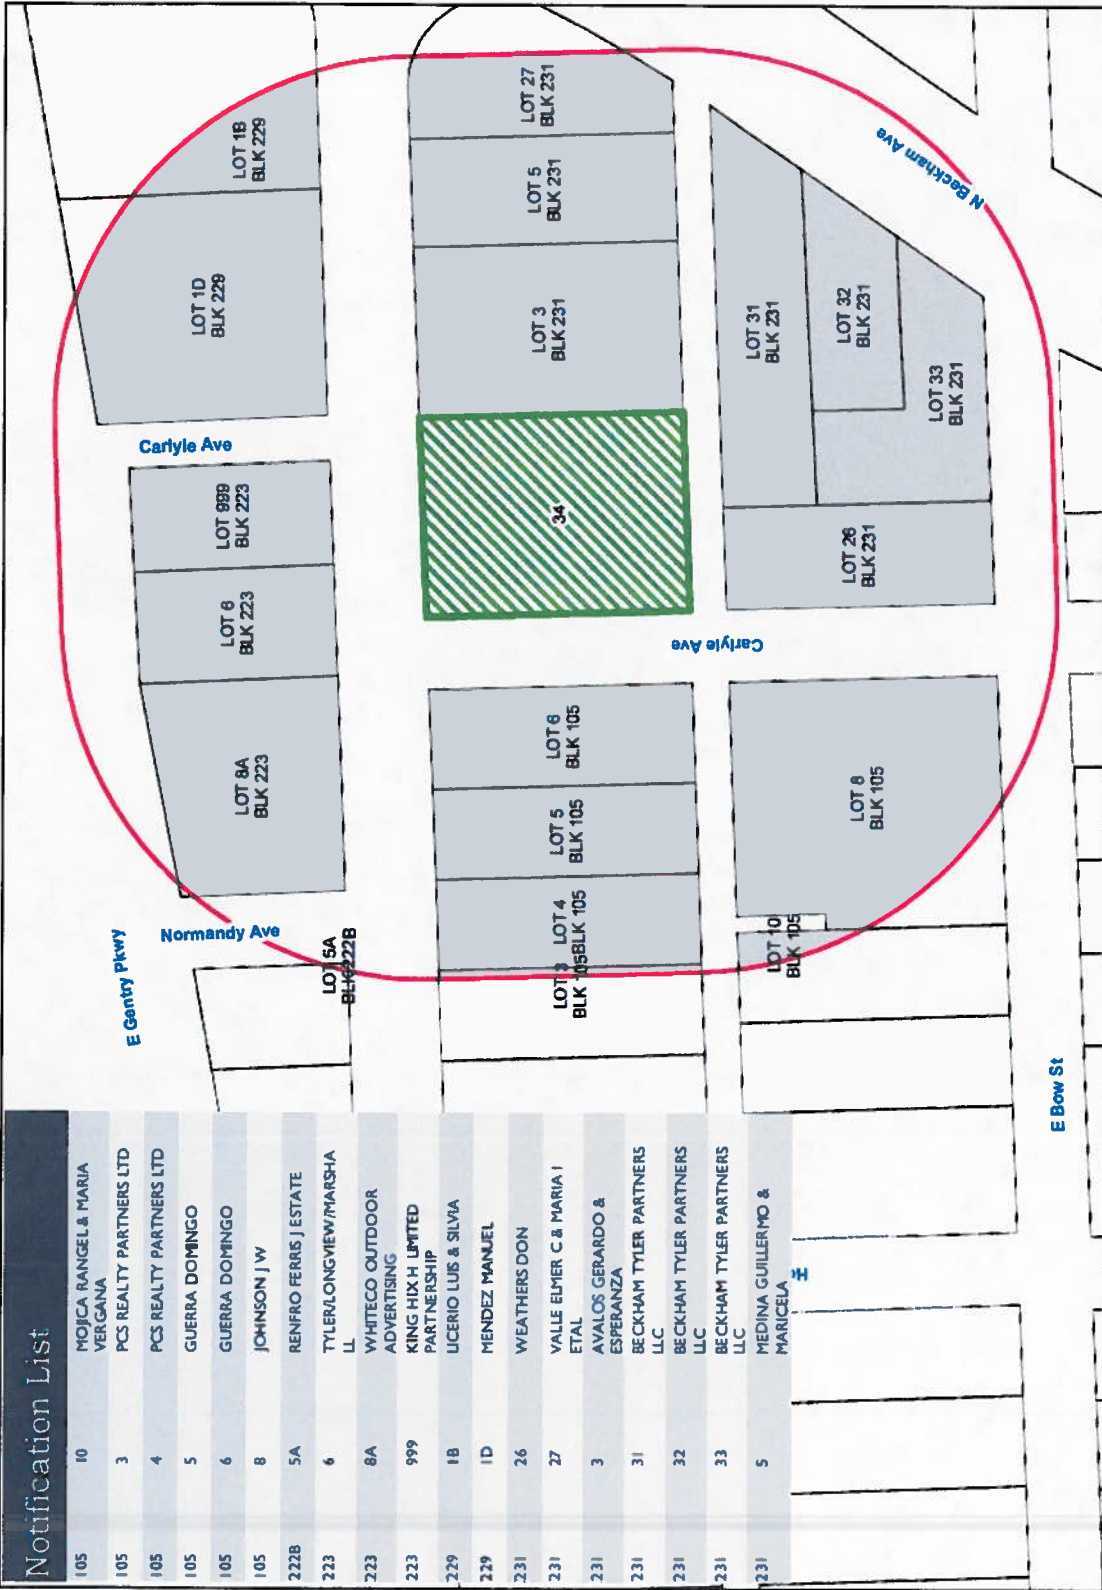 Notification List
105 10 MOJICA RANGEL & MARIA
VERGANA
105 3 PCS REALTY PARTNERS LTD
105 4 PCS REALTY PARTNERS LTD
105 5 GUERRA DOMINGO
105 6 GUERRA DOMINGO
105 8 JOHNSON J W
222B 5A RENFRO FERRIS J ESTATE
223 6 TYLER/LONGVIEW/MARSHA
LL
223 8A WHITECO OUTDOOR
ADVERTISING
223 999 KING HIX H LIMITED
PARTNERSHIP
229 1B LICERIO LUIS & SILVIA
229 1D MENDEZ MANUEL
231 26 WEATHERS DON
231 27 VALLE ELMER C & MARIA I
ETAL
231 3 AVALOS GERARDO &
ESPERANZA
231 31 BECKHAM TYLER PARTNERS
LLC
231 32 BECKHAM TYLER PARTNERS
LLC
231 33 BECKHAM TYLER PARTNERS
LLC
231 5 MEDINA GUILLERMO &
MARICELA
E Gentry Pkwy
Normandy Ave
Carlyle Ave
LOT 5A
BLK 222B
LOT 8A
BLK 223
LOT 6
BLK 223
LOT 999
BLK 223
LOT 1D
BLK 229
LOT 1B
BLK 229
LOT 3
BLK 105
LOT 4
BLK 105
LOT 5
BLK 105
LOT 6
BLK 105
34
LOT 3
BLK 231
LOT 5
BLK 231
LOT 27
BLK 231
Carlyle Ave
LOT 10
BLK 105
LOT 8
BLK 105
LOT 26
BLK 231
LOT 31
BLK 231
LOT 32
BLK 231
LOT 33
BLK 231
N Beckham Ave
E Bow St